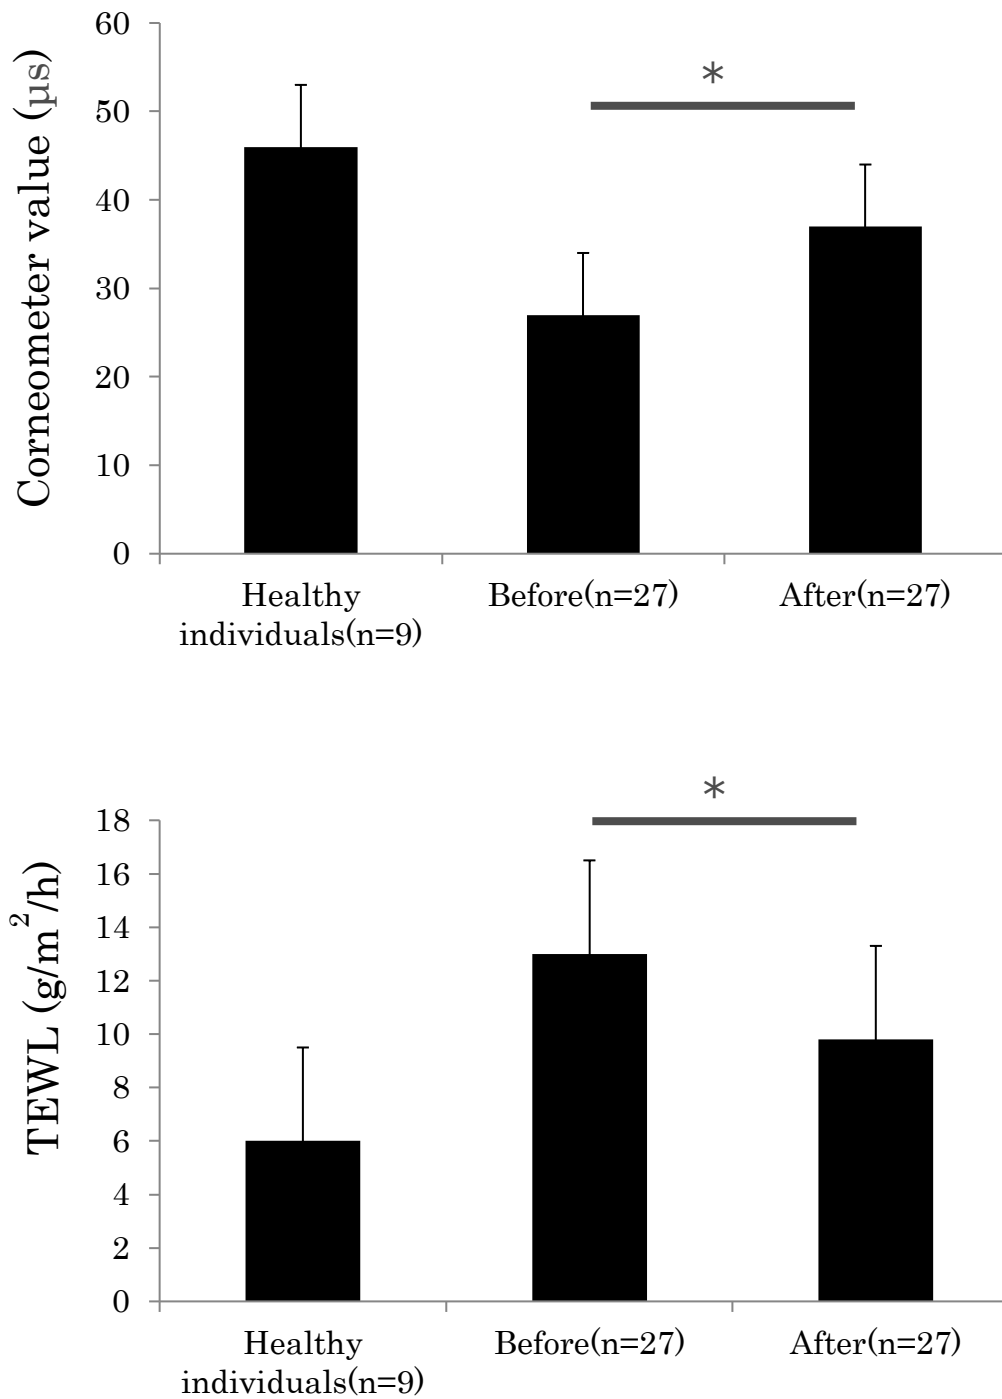 60
50
40
30
20
10
0
Corneometer value (µs)
*
Healthy
individuals(n=9)
Before(n=27)
After(n=27)
18
16
14
12
10
8
6
4
2
0
TEWL (g/m²/h)
*
Healthy
individuals(n=9)
Before(n=27)
After(n=27)